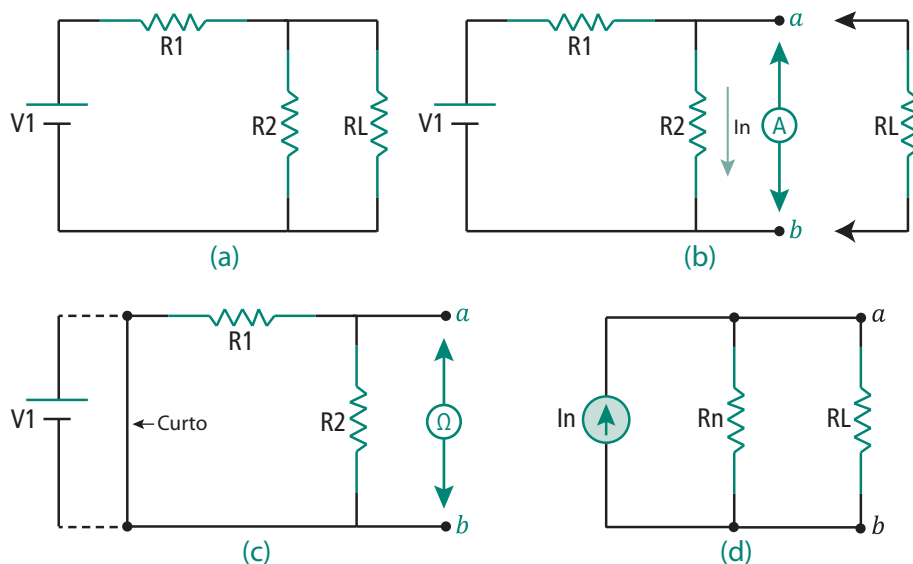 R1
V1
R2
RL
(a)
R1
V1
R2
In
A
RL
a
b
(b)
R1
V1
Curto
R2
Ω
a
b
(c)
In
Rn
RL
a
b
(d)